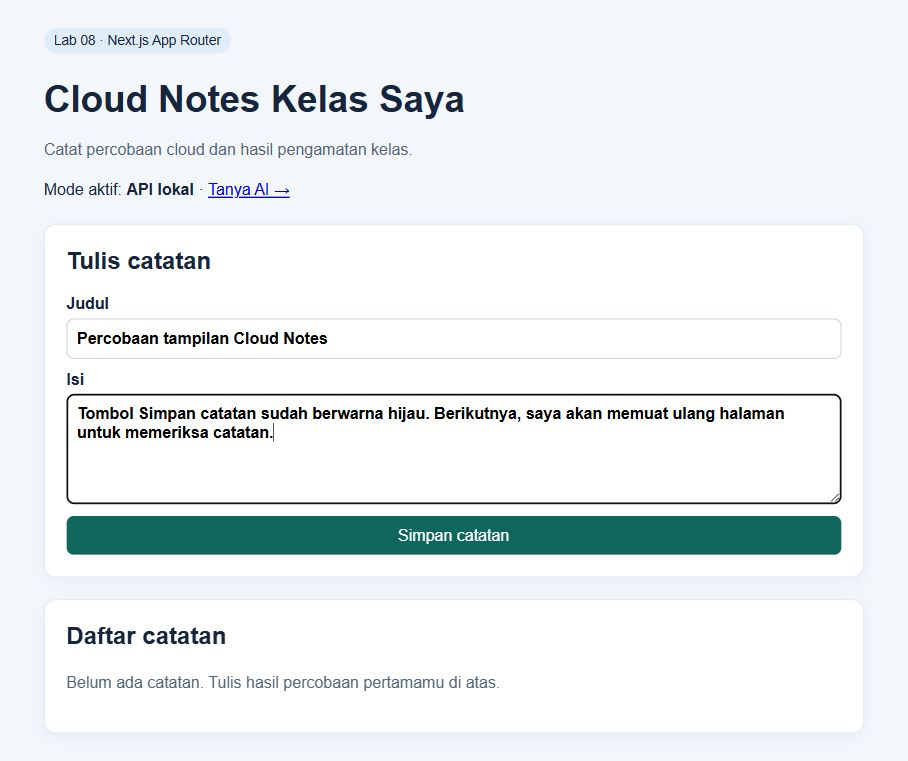 Lab 08 · Next.js App Router
Cloud Notes Kelas Saya
Catat percobaan cloud dan hasil pengamatan kelas.
Mode aktif: API lokal · Tanya AI →
Tulis catatan
Judul
Percobaan tampilan Cloud Notes
Isi
Tombol Simpan catatan sudah berwarna hijau. Berikutnya, saya akan memuat ulang halaman
untuk memeriksa catatan.
Simpan catatan
Daftar catatan
Belum ada catatan. Tulis hasil percobaan pertamamu di atas.